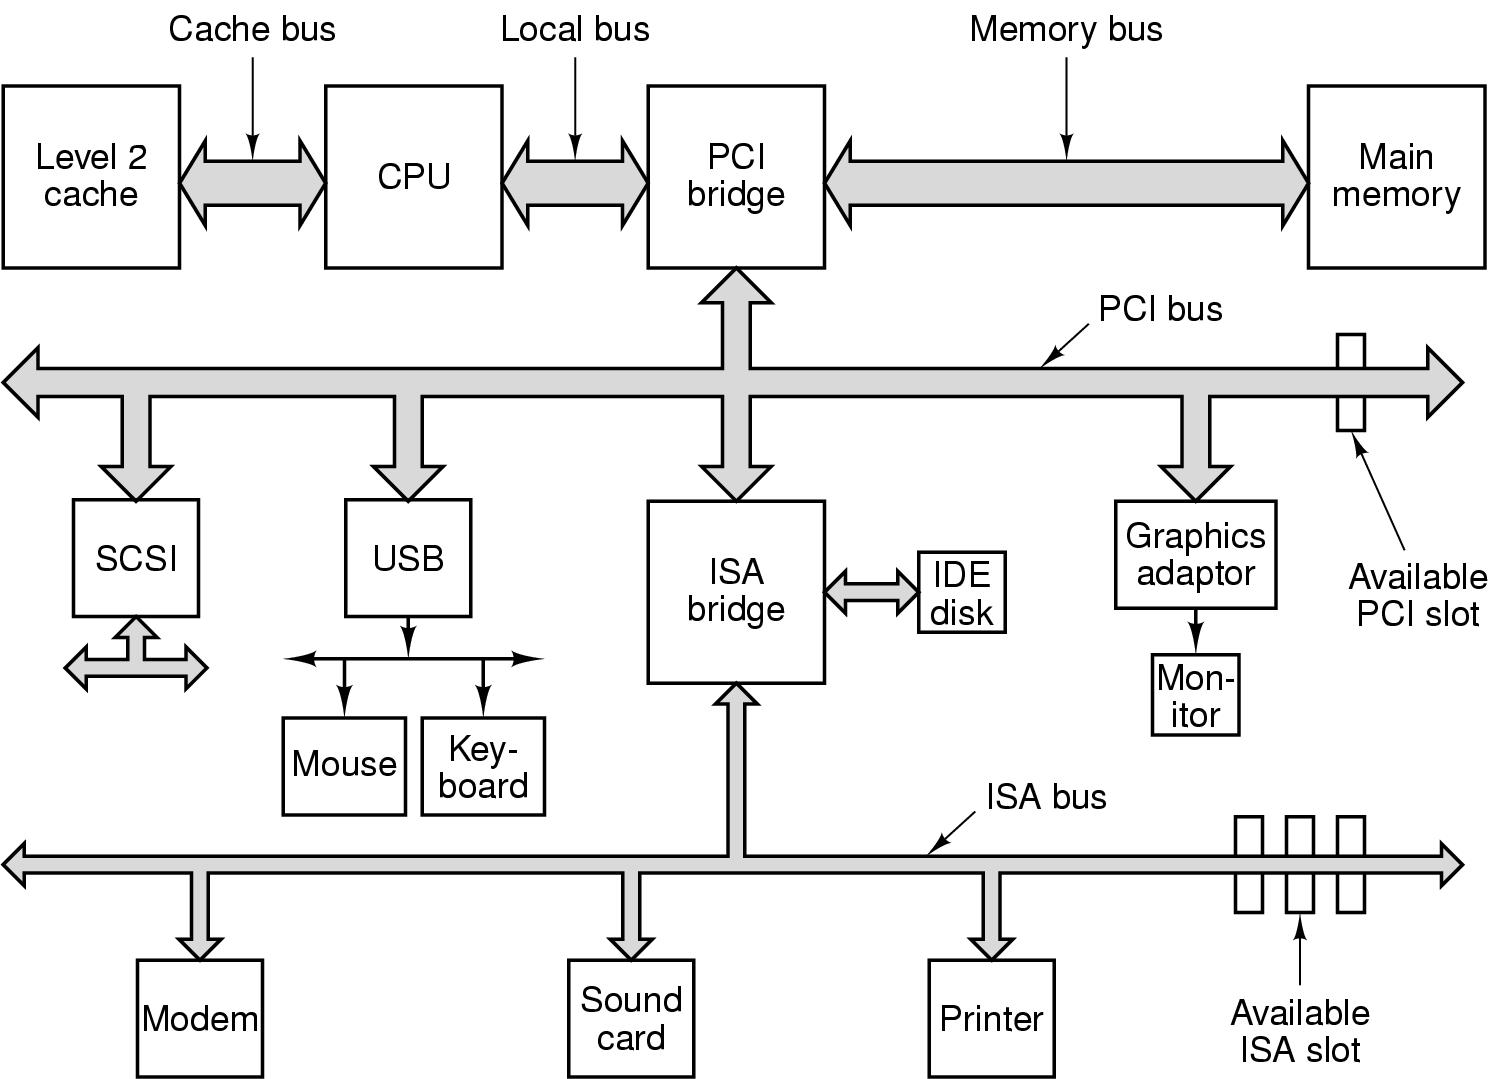 Cache bus
Local bus
Memory bus
Level 2
cache
CPU
PCI
bridge
Main
memory
PCI bus
SCSI
USB
ISA
bridge
IDE
disk
Graphics
adaptor
Available
PCI slot
Mon-
itor
Mouse
Key-
board
ISA bus
Modem
Sound
card
Printer
Available
ISA slot